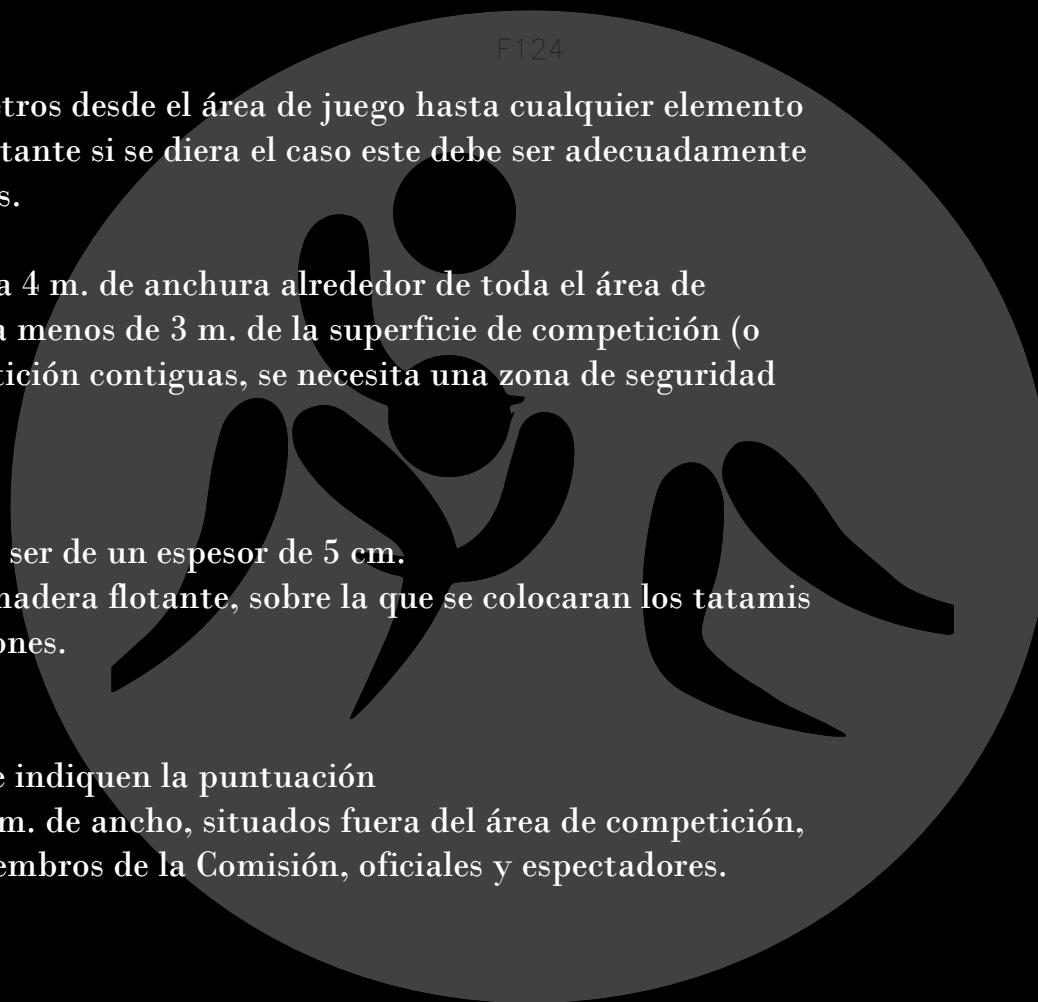 F124
tros desde el área de juego hasta cualquier elemento
tante si se diera el caso este debe ser adecuadamente
s.
a 4 m. de anchura alrededor de toda el área de
a menos de 3 m. de la superficie de competición (o
tición contiguas, se necesita una zona de seguridad
ser de un espesor de 5 cm.
nadera flotante, sobre la que se colocaran los tatamis
ones.
e indiquen la puntuación
m. de ancho, situados fuera del área de competición,
embros de la Comisión, oficiales y espectadores.